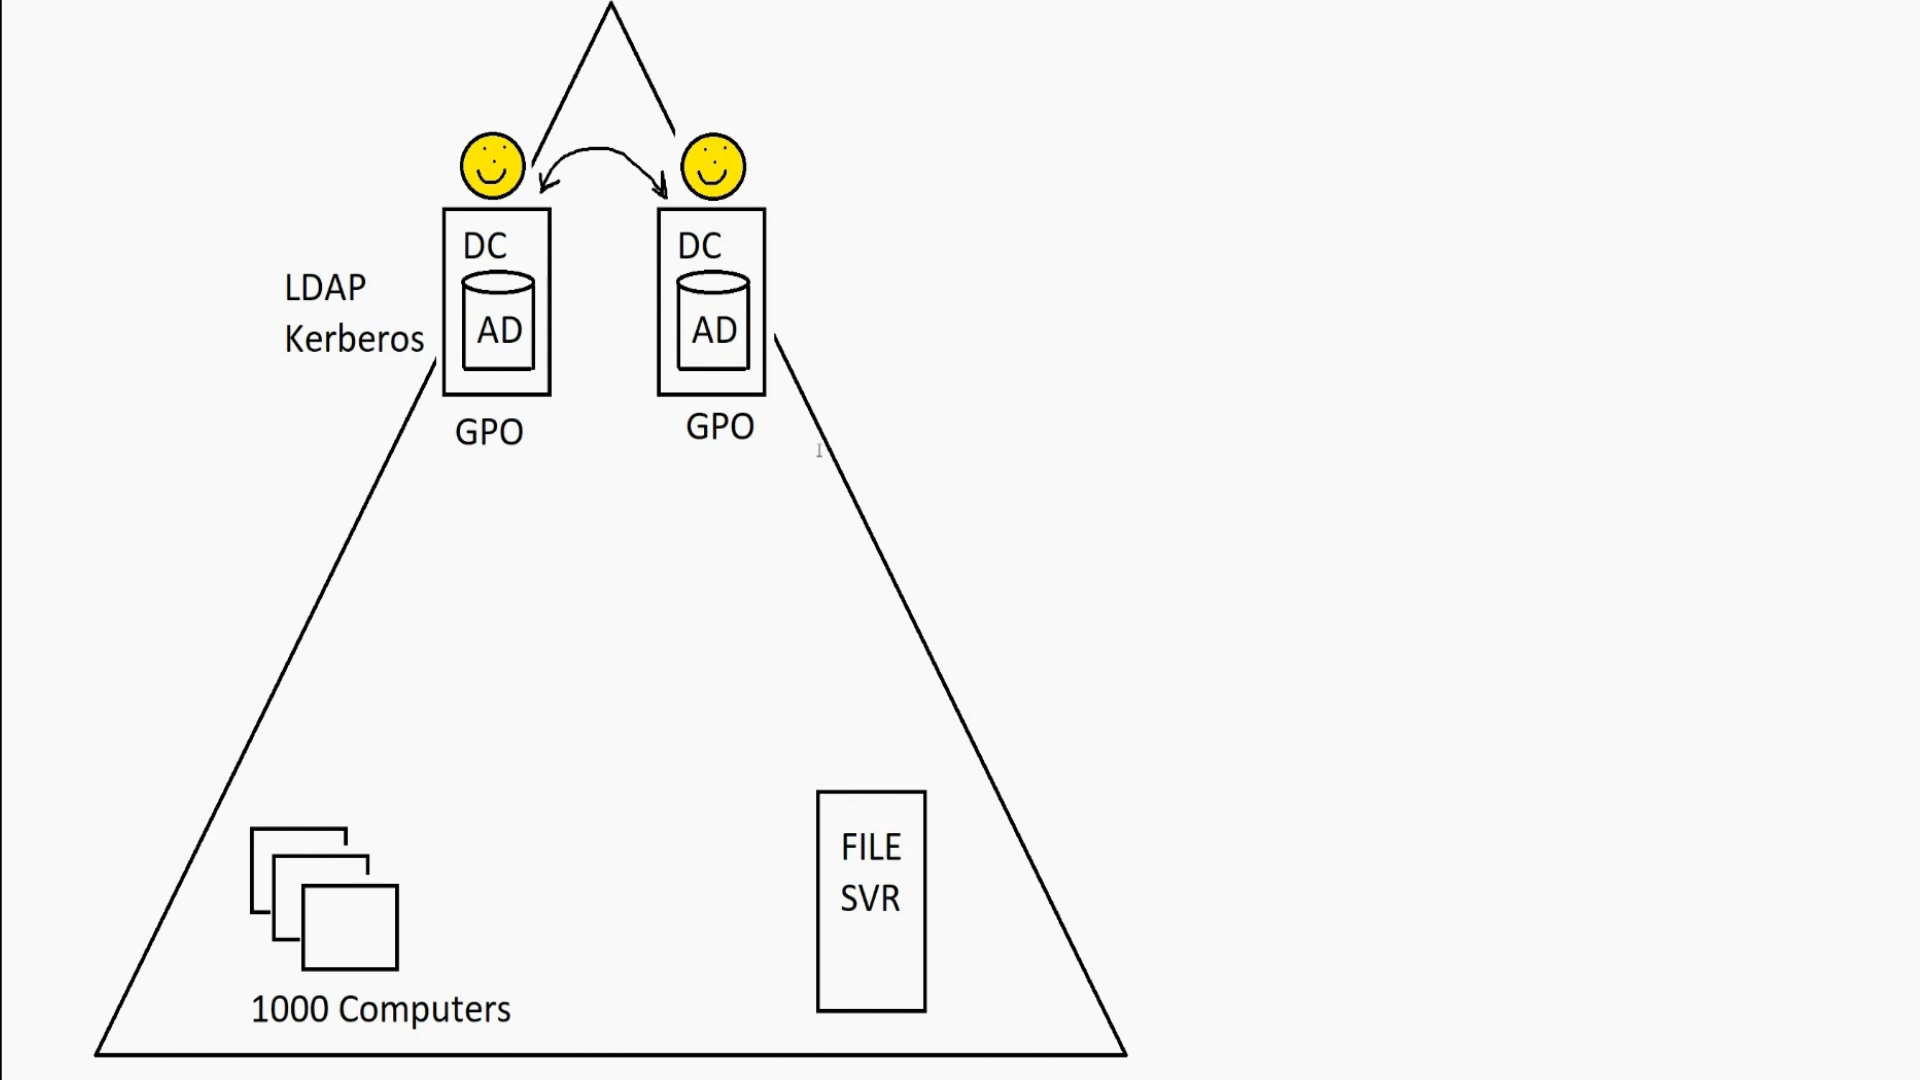 DC
DC
LDAP
Kerberos
AD
AD
GPO
GPO
FILE
SVR
1000 Computers